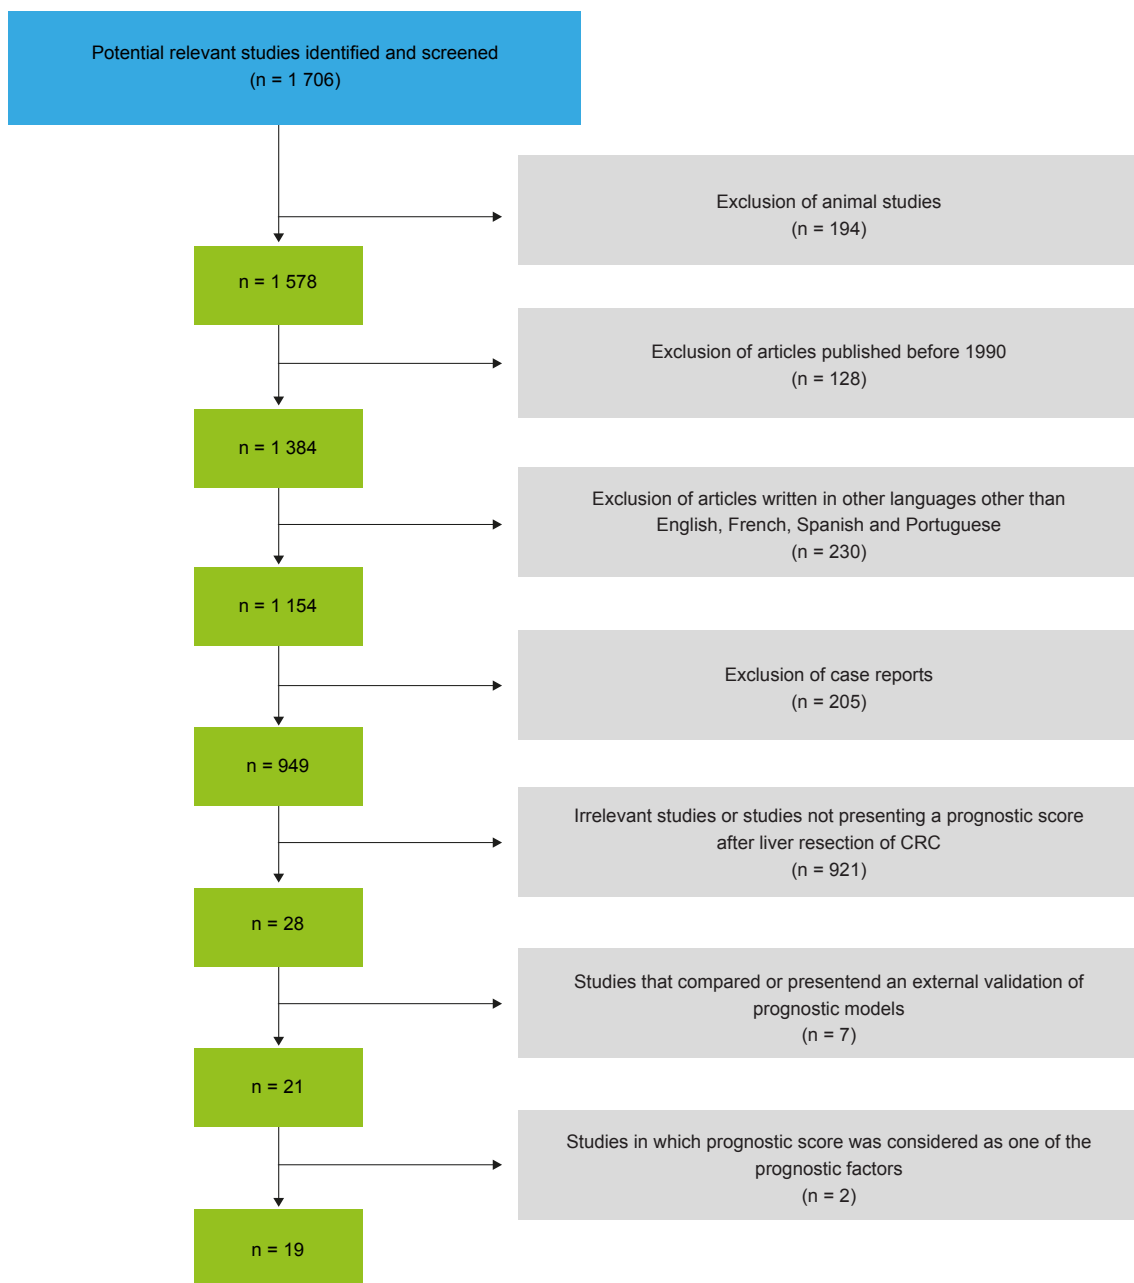 Potential relevant studies identified and screened
(n = 1 706)
Exclusion of animal studies
(n = 194)
n = 1 578
Exclusion of articles published before 1990
(n = 128)
n = 1 384
Exclusion of articles written in other languages other than
English, French, Spanish and Portuguese
(n = 230)
n = 1 154
Exclusion of case reports
(n = 205)
n = 949
Irrelevant studies or studies not presenting a prognostic score
after liver resection of CRC
(n = 921)
n = 28
Studies that compared or presentend an external validation of
prognostic models
(n = 7)
n = 21
Studies in which prognostic score was considered as one of the
prognostic factors
(n = 2)
n = 19